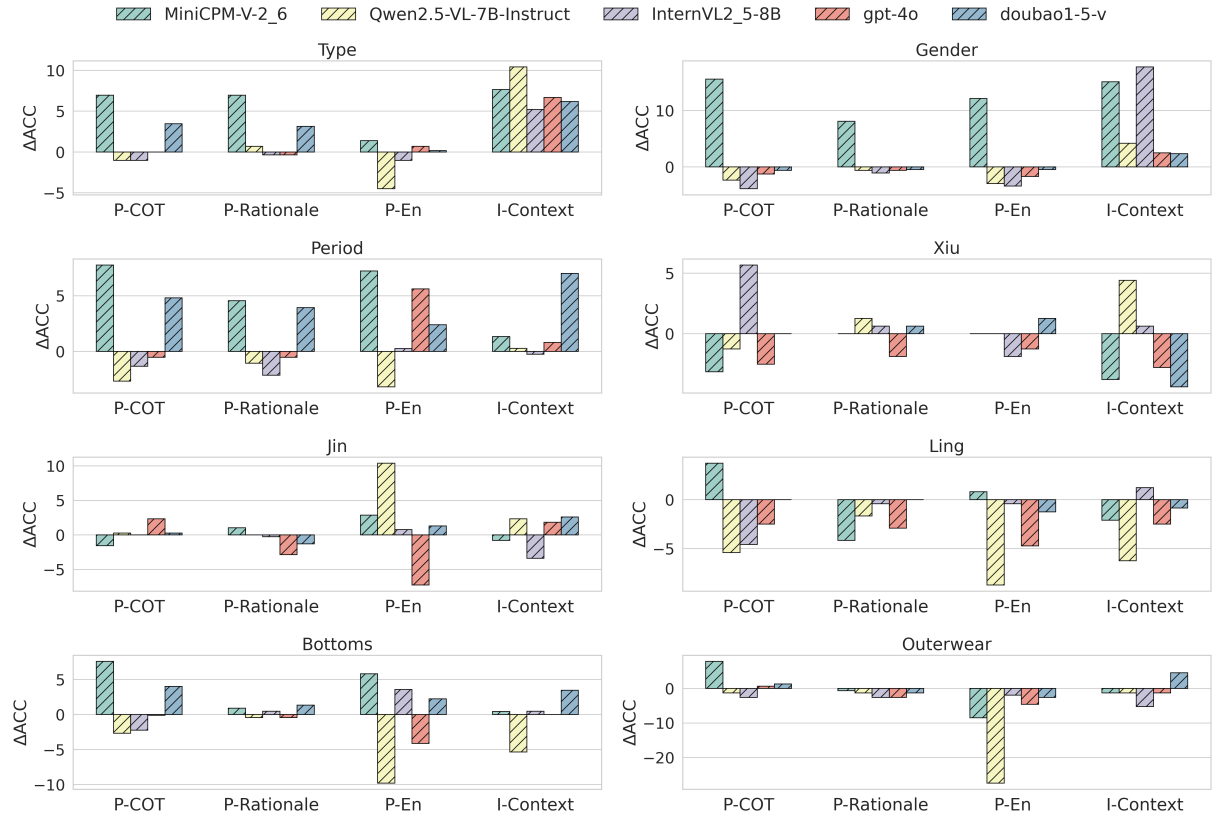 MiniCPM-V-2_6 Qwen2.5-VL-7B-Instruct InternVL2_5-8B gpt-4o doubao1-5-v
Type
ΔACC
10
5
0
−5
P-COT P-Rationale P-En I-Context
Gender
ΔACC
10
0
P-COT P-Rationale P-En I-Context
Period
ΔACC
5
0
P-COT P-Rationale P-En I-Context
Xiu
ΔACC
5
0
P-COT P-Rationale P-En I-Context
Jin
ΔACC
10
5
0
−5
P-COT P-Rationale P-En I-Context
Ling
ΔACC
0
−5
P-COT P-Rationale P-En I-Context
Bottoms
ΔACC
5
0
−5
−10
P-COT P-Rationale P-En I-Context
Outerwear
ΔACC
0
−10
−20
P-COT P-Rationale P-En I-Context